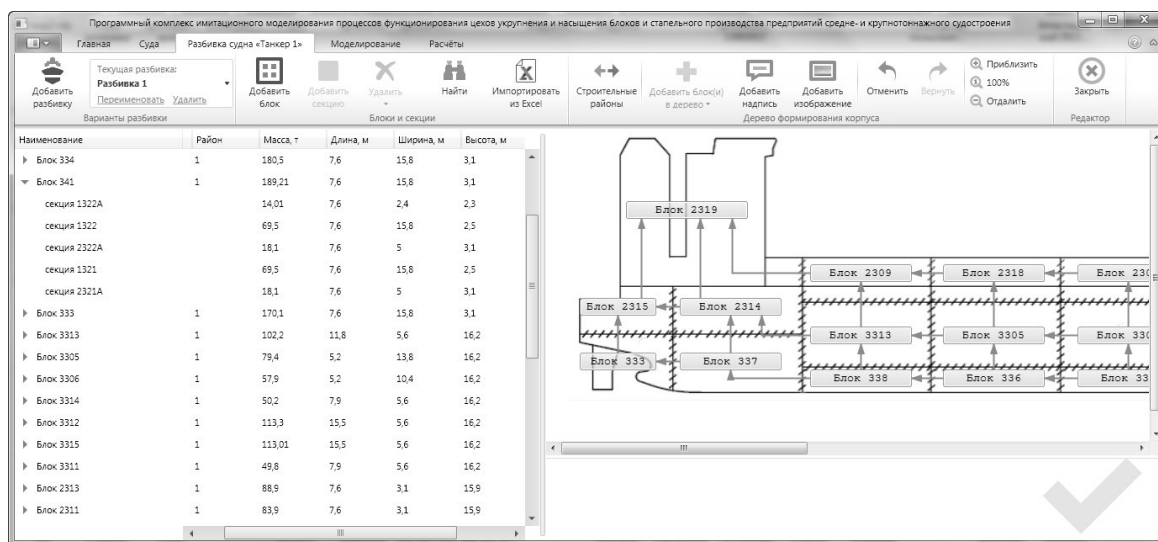 Программный комплекс имитационного моделирования процессов функционирования цехов укрупнения и насыщения блоков и стапельного производства предприятий средне- и крупнотоннажного судостроения
Главная Суда Разбивка судна «Танкер 1» Моделирование Расчёты
Добавить разбивку
Текущая разбивка:
Разбивка 1
Переименовать Удалить
Варианты разбивки
Добавить блок
Добавить секцию
Удалить
Найти
Импортировать из Excel
Блоки и секции
Строительные районы
Добавить блок(и) в дерево
Добавить надпись
Добавить изображение
Отменить
Вернуть
Приблизить
100%
Отдалить
Дерево формирования корпуса
Закрыть
Редактор
Наименование Район Масса, т Длина, м Ширина, м Высота, м
Блок 334 1 180,5 7,6 15,8 3,1
Блок 341 1 189,21 7,6 15,8 3,1
секция 1322А 14,01 7,6 2,4 2,3
секция 1322 69,5 7,6 15,8 2,5
секция 2322А 18,1 7,6 5 3,1
секция 1321 69,5 7,6 15,8 2,5
секция 2321А 18,1 7,6 5 3,1
Блок 333 1 170,1 7,6 15,8 3,1
Блок 3313 1 102,2 11,8 5,6 16,2
Блок 3305 1 79,4 5,2 13,8 16,2
Блок 3306 1 57,9 5,2 10,4 16,2
Блок 3314 1 50,2 7,9 5,6 16,2
Блок 3312 1 113,3 15,5 5,6 16,2
Блок 3315 1 113,01 15,5 5,6 16,2
Блок 3311 1 49,8 7,9 5,6 16,2
Блок 2313 1 88,9 7,6 3,1 15,9
Блок 2311 1 83,9 7,6 3,1 15,9
Блок 2319
Блок 2309 Блок 2318 Блок 230
Блок 2315 Блок 2314
Блок 3313 Блок 3305 Блок 330
Блок 333 Блок 337
Блок 338 Блок 336 Блок 33